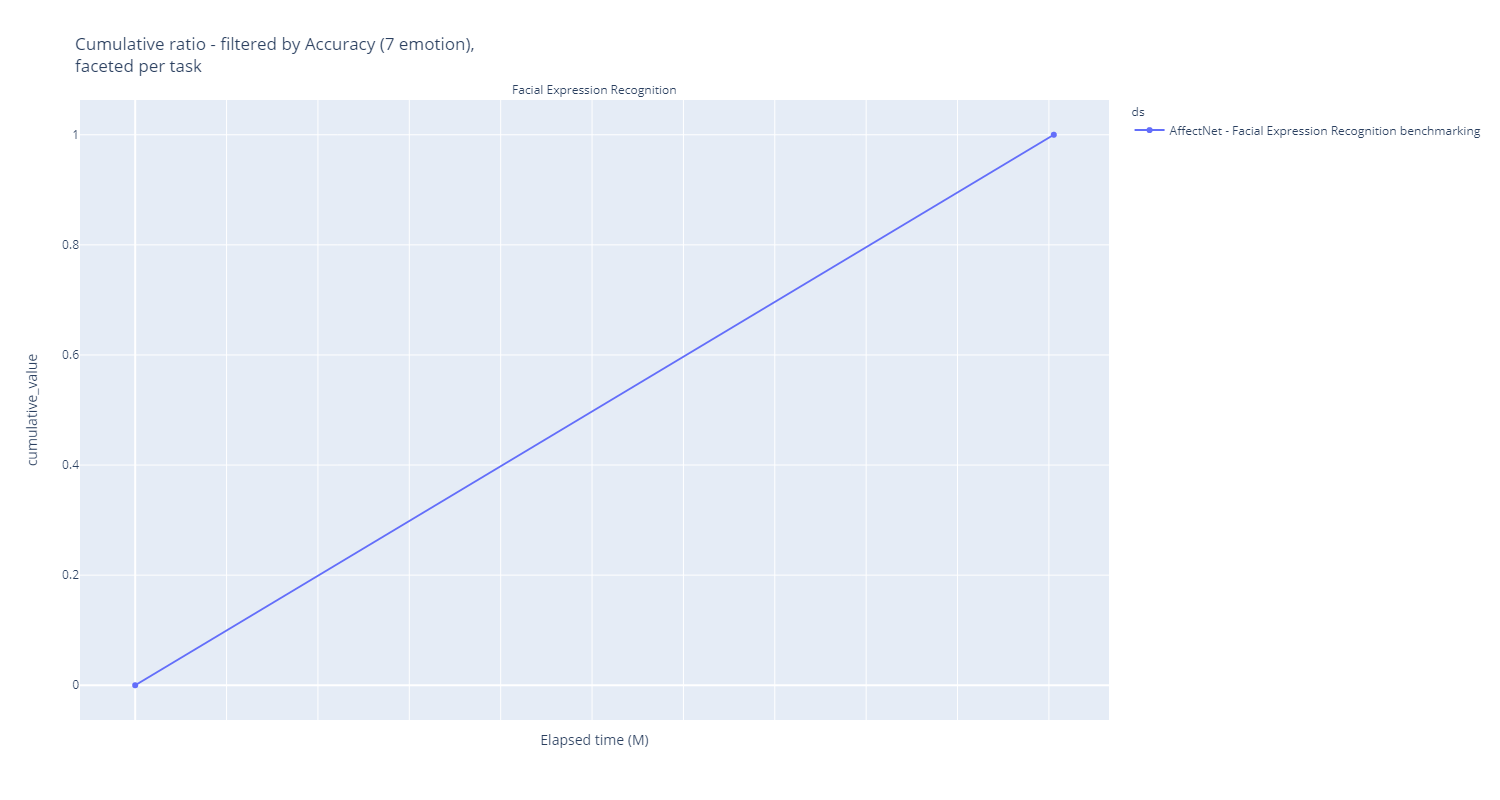 Cumulative ratio - filtered by Accuracy (7 emotion),
faceted per task
Facial Expression Recognition
ds
AffectNet - Facial Expression Recognition benchmarking
1
0.8
0.6
0.4
0.2
0
cumulative_value
Elapsed time (M)